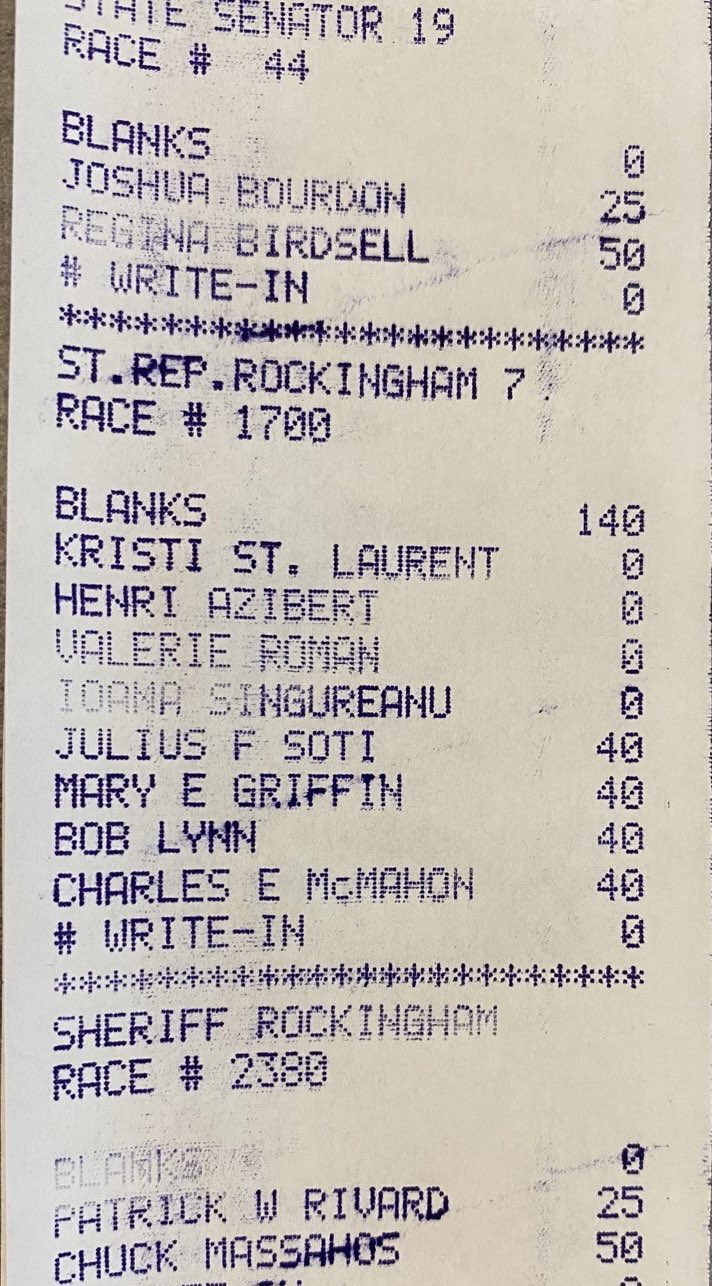 STATE SENATOR 19
RACE # 44
BLANKS 0
JOSHUA BOURDON 25
REGINA BIRDSELL 50
# WRITE-IN 0
************************
ST.REP.ROCKINGHAM 7
RACE # 1700
BLANKS 140
KRISTI ST. LAURENT 0
HENRI AZIBERT 0
VALERIE ROMAN 0
IOANA SINGUREANU 0
JULIUS F SOTI 40
MARY E GRIFFIN 40
BOB LYNN 40
CHARLES E McMAHON 40
# WRITE-IN 0
************************
SHERIFF ROCKINGHAM
RACE # 2380
BLANKS 0
PATRICK W RIVARD 25
CHUCK MASSAHOS 50